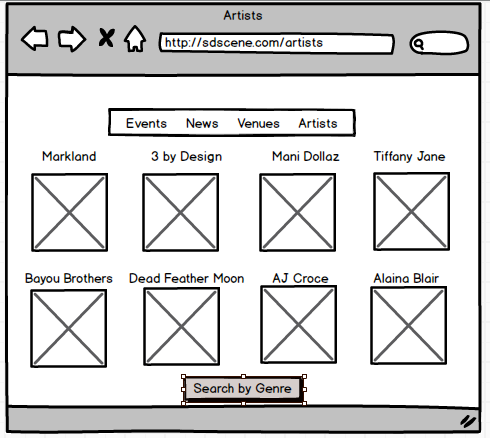 Artists
http://sdscene.com/artists
Events News Venues Artists
Markland 3 by Design Mani Dollaz Tiffany Jane
Bayou Brothers Dead Feather Moon AJ Croce Alaina Blair
Search by Genre